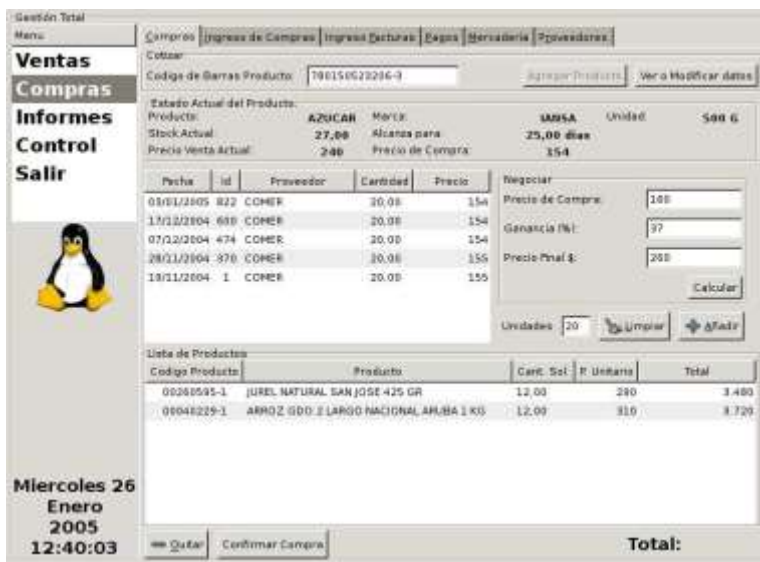 Gestión Total
Menu
Ventas
Compras
Informes
Control
Salir
Miercoles 26
Enero
2005
12:40:03
Compras Ingreso de Compras Ingreso Facturas Pagos Mercaderia Proveedores
Cotizar
Codigo de Barras Producto: 780150520206-3 Agregar Producto Ver o Modificar datos
Estado Actual del Producto.
Producto: AZUCAR Marca: IANSA Unidad: 500 G
Stock Actual: 27,00 Alcanza para: 25,00 dias
Precio Venta Actual: 240 Precio de Compra: 154
Fecha Id Proveedor Cantidad Precio
03/01/2005 822 COMER 20,00 154
17/12/2004 600 COMER 20,00 154
07/12/2004 474 COMER 20,00 154
28/11/2004 370 COMER 20,00 155
19/11/2004 1 COMER 20,00 155
Negociar
Precio de Compra: 160
Ganancia (%): 37
Precio Final $: 260
Calcular
Unidades 20 Limpiar Añadir
Lista de Productos
Codigo Producto Producto Cant. Sol. P. Unitario Total
00260595-1 JUREL NATURAL SAN JOSE 425 GR 12,00 290 3.480
00040229-1 ARROZ GDO.2 LARGO NACIONAL ARUBA 1 KG 12,00 310 3.720
Quitar Confirmar Compra Total: